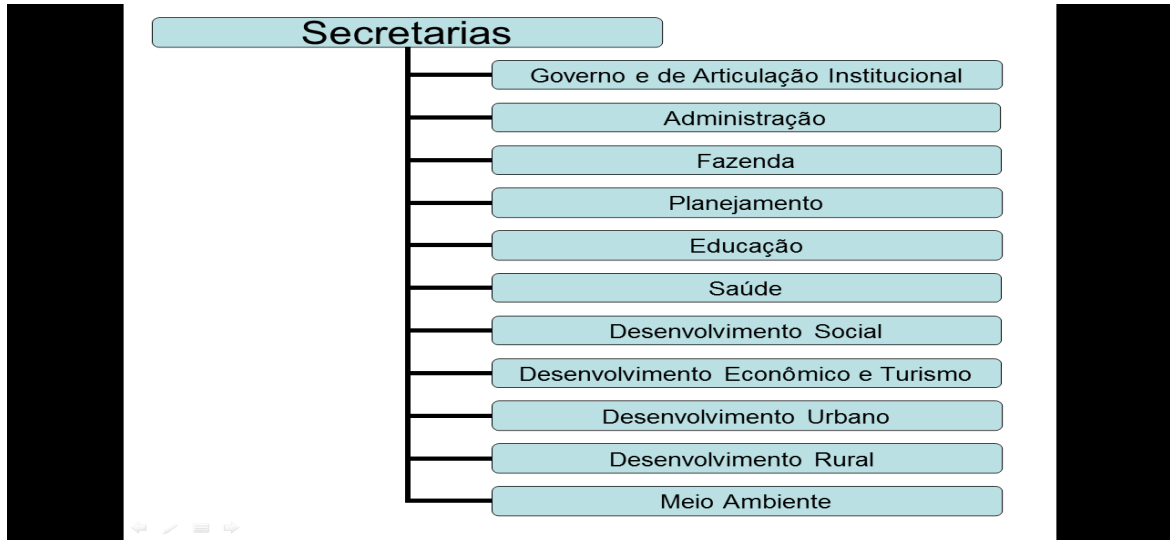 Secretarias
Governo e de Articulação Institucional
Administração
Fazenda
Planejamento
Educação
Saúde
Desenvolvimento Social
Desenvolvimento Econômico e Turismo
Desenvolvimento Urbano
Desenvolvimento Rural
Meio Ambiente